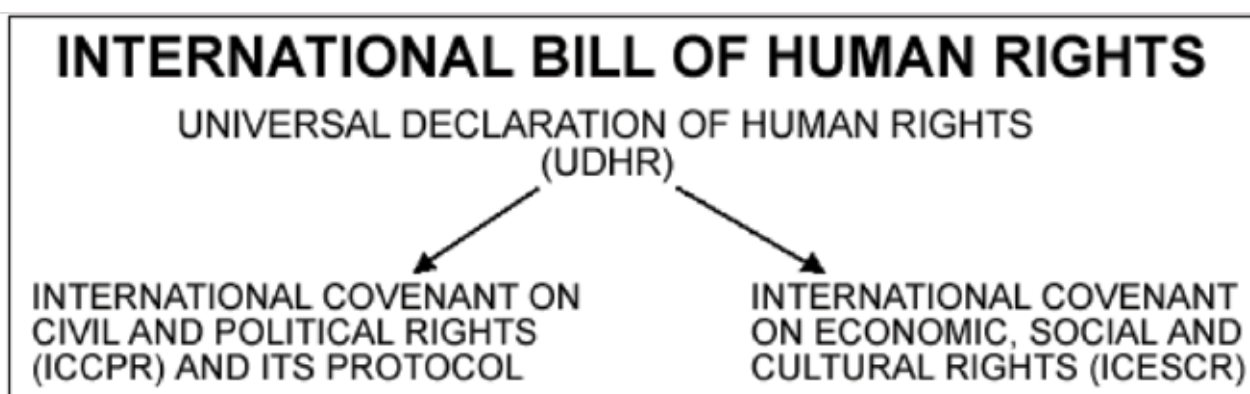 INTERNATIONAL BILL OF HUMAN RIGHTS
UNIVERSAL DECLARATION OF HUMAN RIGHTS
(UDHR)
INTERNATIONAL COVENANT ON
CIVIL AND POLITICAL RIGHTS
(ICCPR) AND ITS PROTOCOL
INTERNATIONAL COVENANT
ON ECONOMIC, SOCIAL AND
CULTURAL RIGHTS (ICESCR)